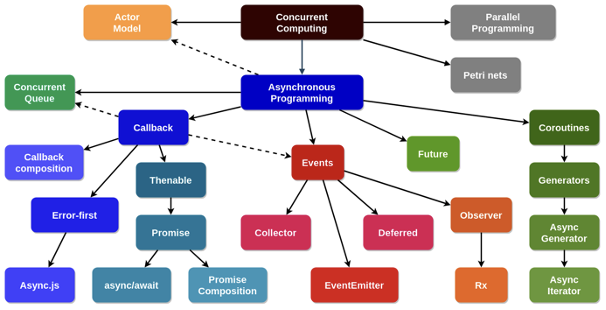 Actor
Model
Concurrent
Computing
Parallel
Programming
Petri nets
Concurrent
Queue
Asynchronous
Programming
Callback
Coroutines
Callback
composition
Thenable
Events
Future
Generators
Error-first
Promise
Collector
Deferred
Observer
Async
Generator
Async.js
async/await
Promise
Composition
EventEmitter
Rx
Async
Iterator